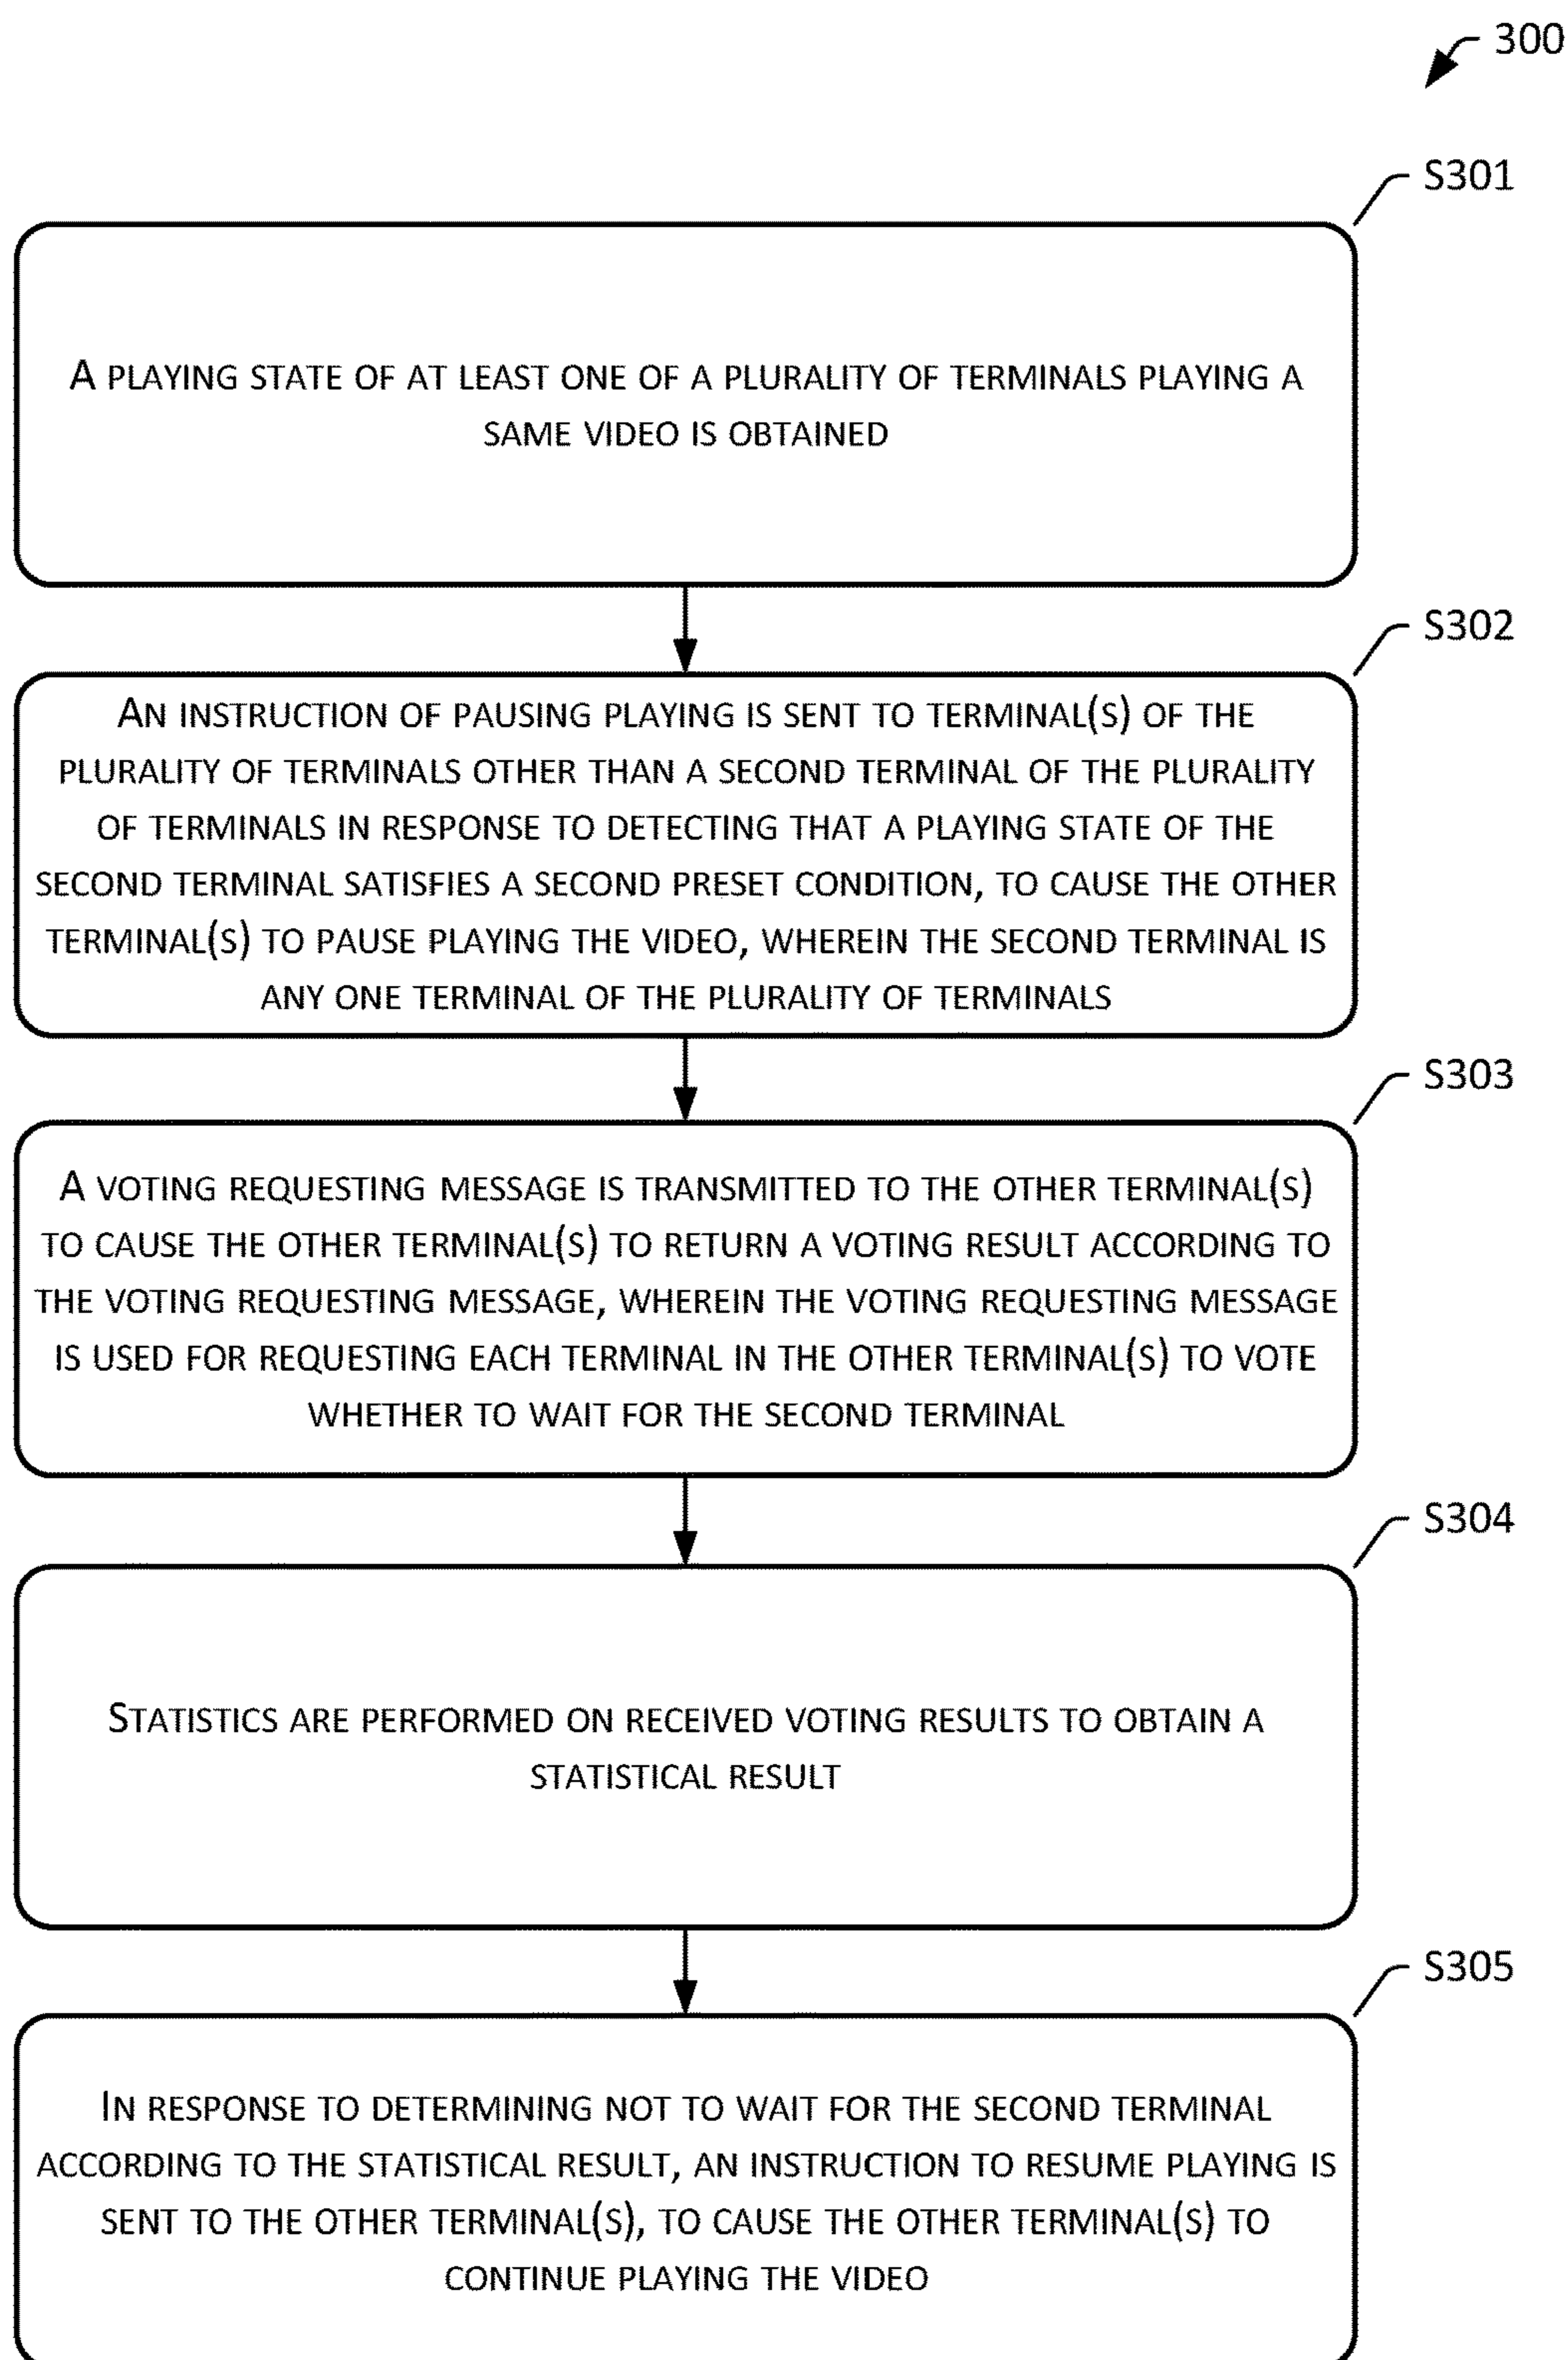 300
S301
A PLAYING STATE OF AT LEAST ONE OF A PLURALITY OF TERMINALS PLAYING A
SAME VIDEO IS OBTAINED
S302
AN INSTRUCTION OF PAUSING PLAYING IS SENT TO TERMINAL(S) OF THE
PLURALITY OF TERMINALS OTHER THAN A SECOND TERMINAL OF THE PLURALITY
OF TERMINALS IN RESPONSE TO DETECTING THAT A PLAYING STATE OF THE
SECOND TERMINAL SATISFIES A SECOND PRESET CONDITION, TO CAUSE THE OTHER
TERMINAL(S) TO PAUSE PLAYING THE VIDEO, WHEREIN THE SECOND TERMINAL IS
ANY ONE TERMINAL OF THE PLURALITY OF TERMINALS
S303
A VOTING REQUESTING MESSAGE IS TRANSMITTED TO THE OTHER TERMINAL(S)
TO CAUSE THE OTHER TERMINAL(S) TO RETURN A VOTING RESULT ACCORDING TO
THE VOTING REQUESTING MESSAGE, WHEREIN THE VOTING REQUESTING MESSAGE
IS USED FOR REQUESTING EACH TERMINAL IN THE OTHER TERMINAL(S) TO VOTE
WHETHER TO WAIT FOR THE SECOND TERMINAL
S304
STATISTICS ARE PERFORMED ON RECEIVED VOTING RESULTS TO OBTAIN A
STATISTICAL RESULT
S305
IN RESPONSE TO DETERMINING NOT TO WAIT FOR THE SECOND TERMINAL
ACCORDING TO THE STATISTICAL RESULT, AN INSTRUCTION TO RESUME PLAYING IS
SENT TO THE OTHER TERMINAL(S), TO CAUSE THE OTHER TERMINAL(S) TO
CONTINUE PLAYING THE VIDEO